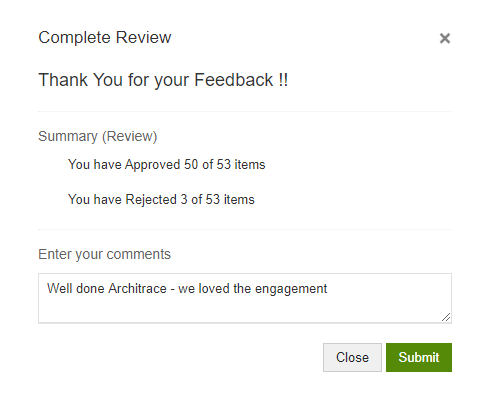 Complete Review
Thank You for your Feedback !!
Summary (Review)
You have Approved 50 of 53 items
You have Rejected 3 of 53 items
Enter your comments
Well done Architrace - we loved the engagement
Close
Submit